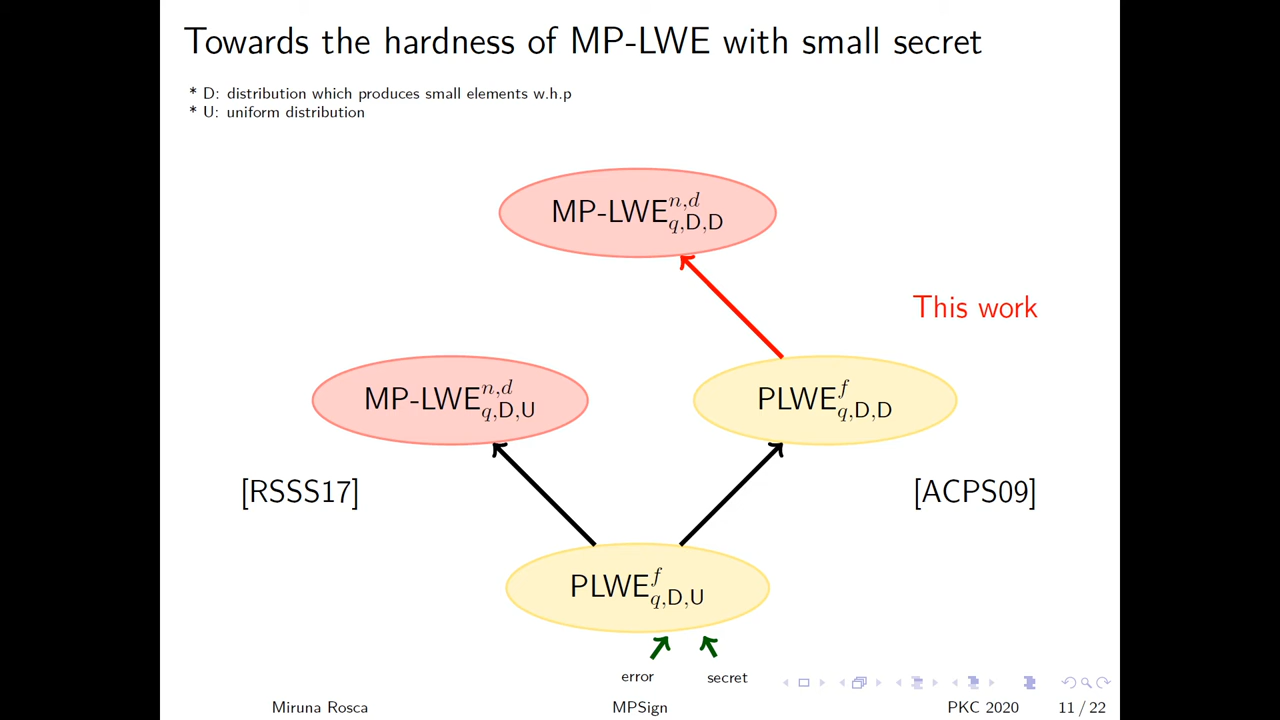 Towards the hardness of MP-LWE with small secret
* D: distribution which produces small elements w.h.p
* U: uniform distribution
MP-LWE^{n,d}_{q,D,D}
This work
MP-LWE^{n,d}_{q,D,U}
PLWE^{f}_{q,D,D}
[RSSS17]
[ACPS09]
PLWE^{f}_{q,D,U}
error
secret
Miruna Rosca
MPSign
PKC 2020
11 / 22